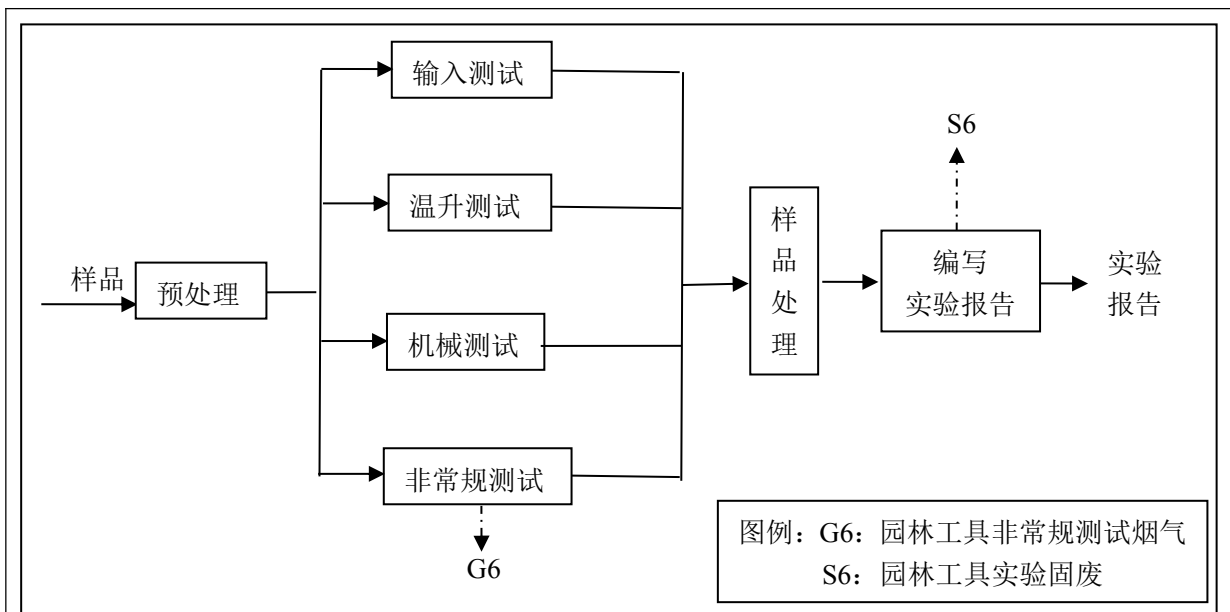 输入测试
S6
温升测试
样品处理
样品
预处理
编写
实验报告
实验
报告
机械测试
非常规测试
G6
图例：G6：园林工具非常规测试烟气
S6：园林工具实验固废